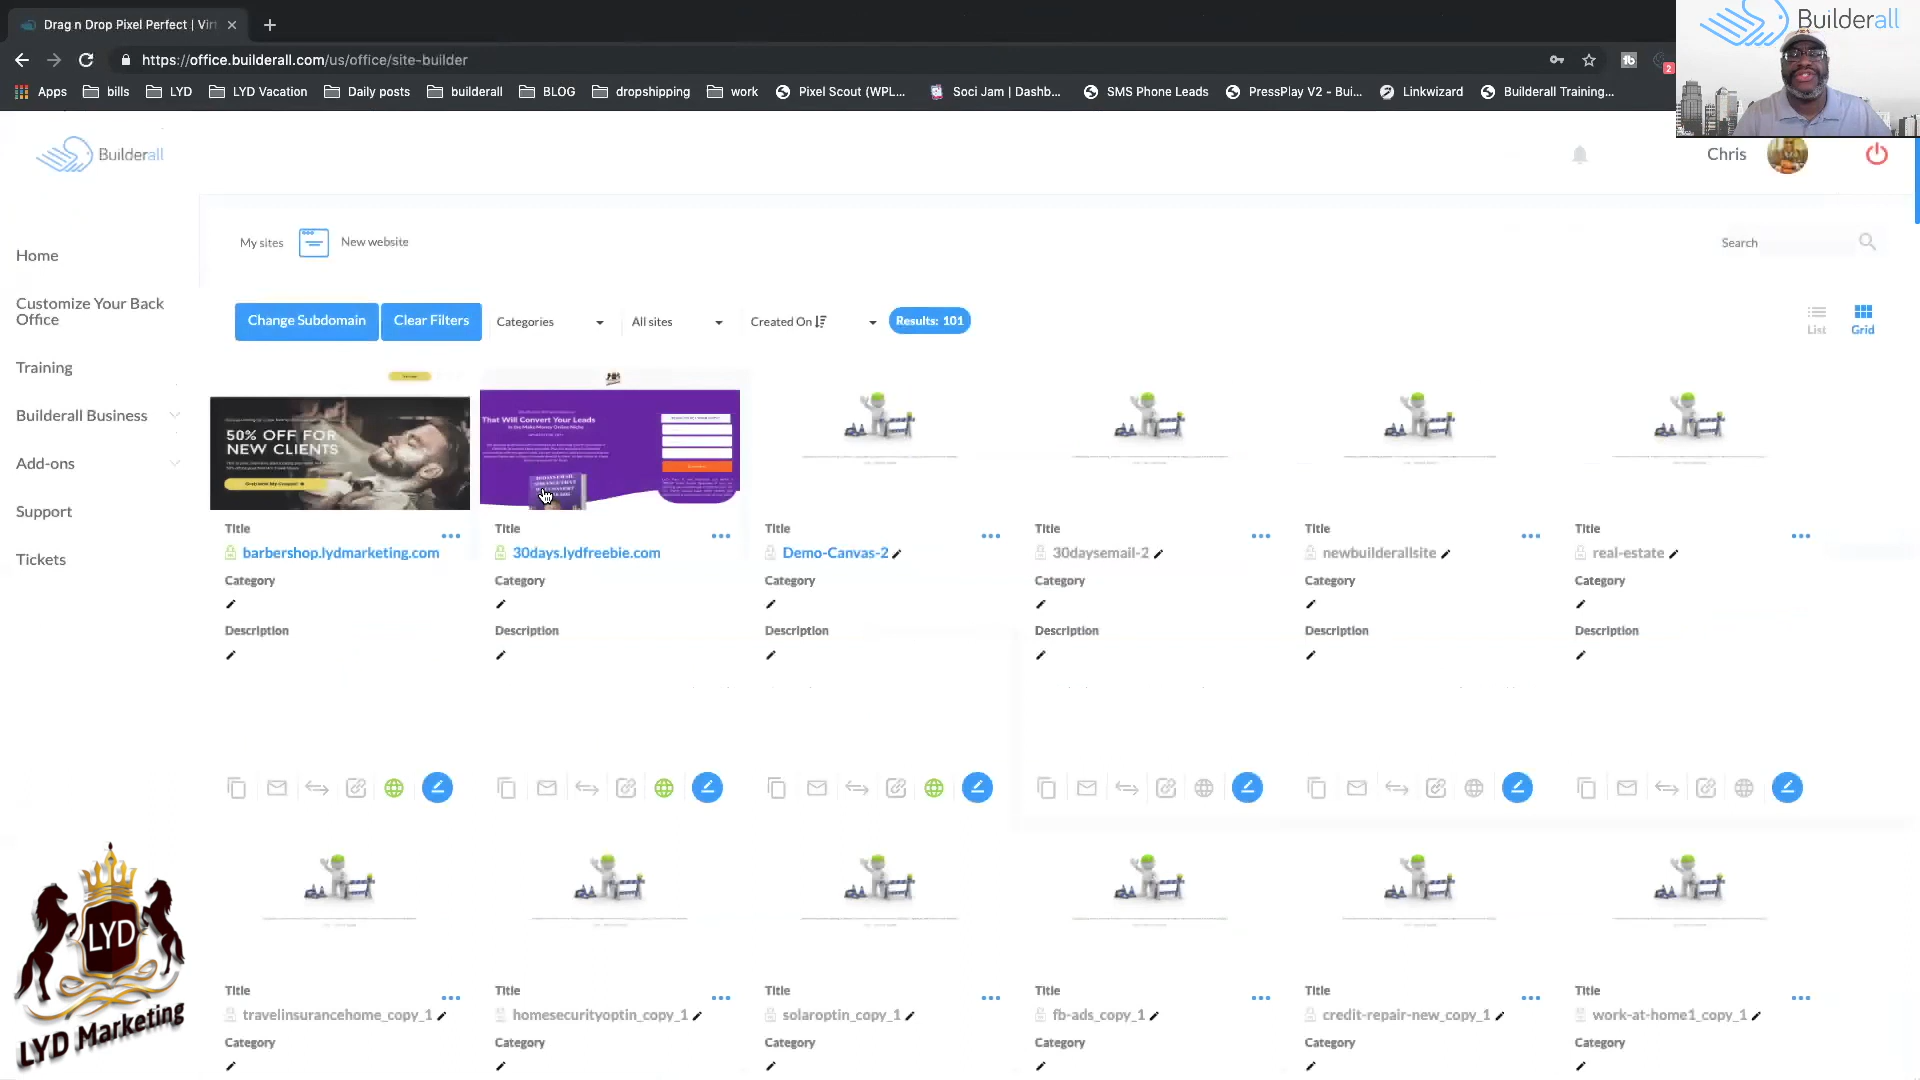 Drag n Drop Pixel Perfect | Virt
https://office.builderall.com/us/office/site-builder
Apps bills LYD LYD Vacation Daily posts builderall BLOG dropshipping work Pixel Scout (WPL... Soci Jam | Dashb... SMS Phone Leads PressPlay V2 - Bui... Linkwizard Builderall Training...
2
Builderall
Builderall
Chris
Home
Customize Your Back
Office
Training
Builderall Business
Add-ons
Support
Tickets
My sites New website Search
Change Subdomain Clear Filters Categories All sites Created On Results: 101 List Grid
50% OFF FOR
NEW CLIENTS
That Will Convert Your Leads
Title Title Title Title Title Title
barbershop.lydmarketing.com 30days.lydfreebie.com Demo-Canvas-2 30daysemail-2 newbuilderallsite real-estate
Category Category Category Category Category Category
Description Description Description Description Description Description
LYD
LYD Marketing
Title Title Title Title Title Title
travelinsurancehome_copy_1 homesecurityoptin_copy_1 solaroptin_copy_1 fb-ads_copy_1 credit-repair-new_copy_1 work-at-home1_copy_1
Category Category Category Category Category Category